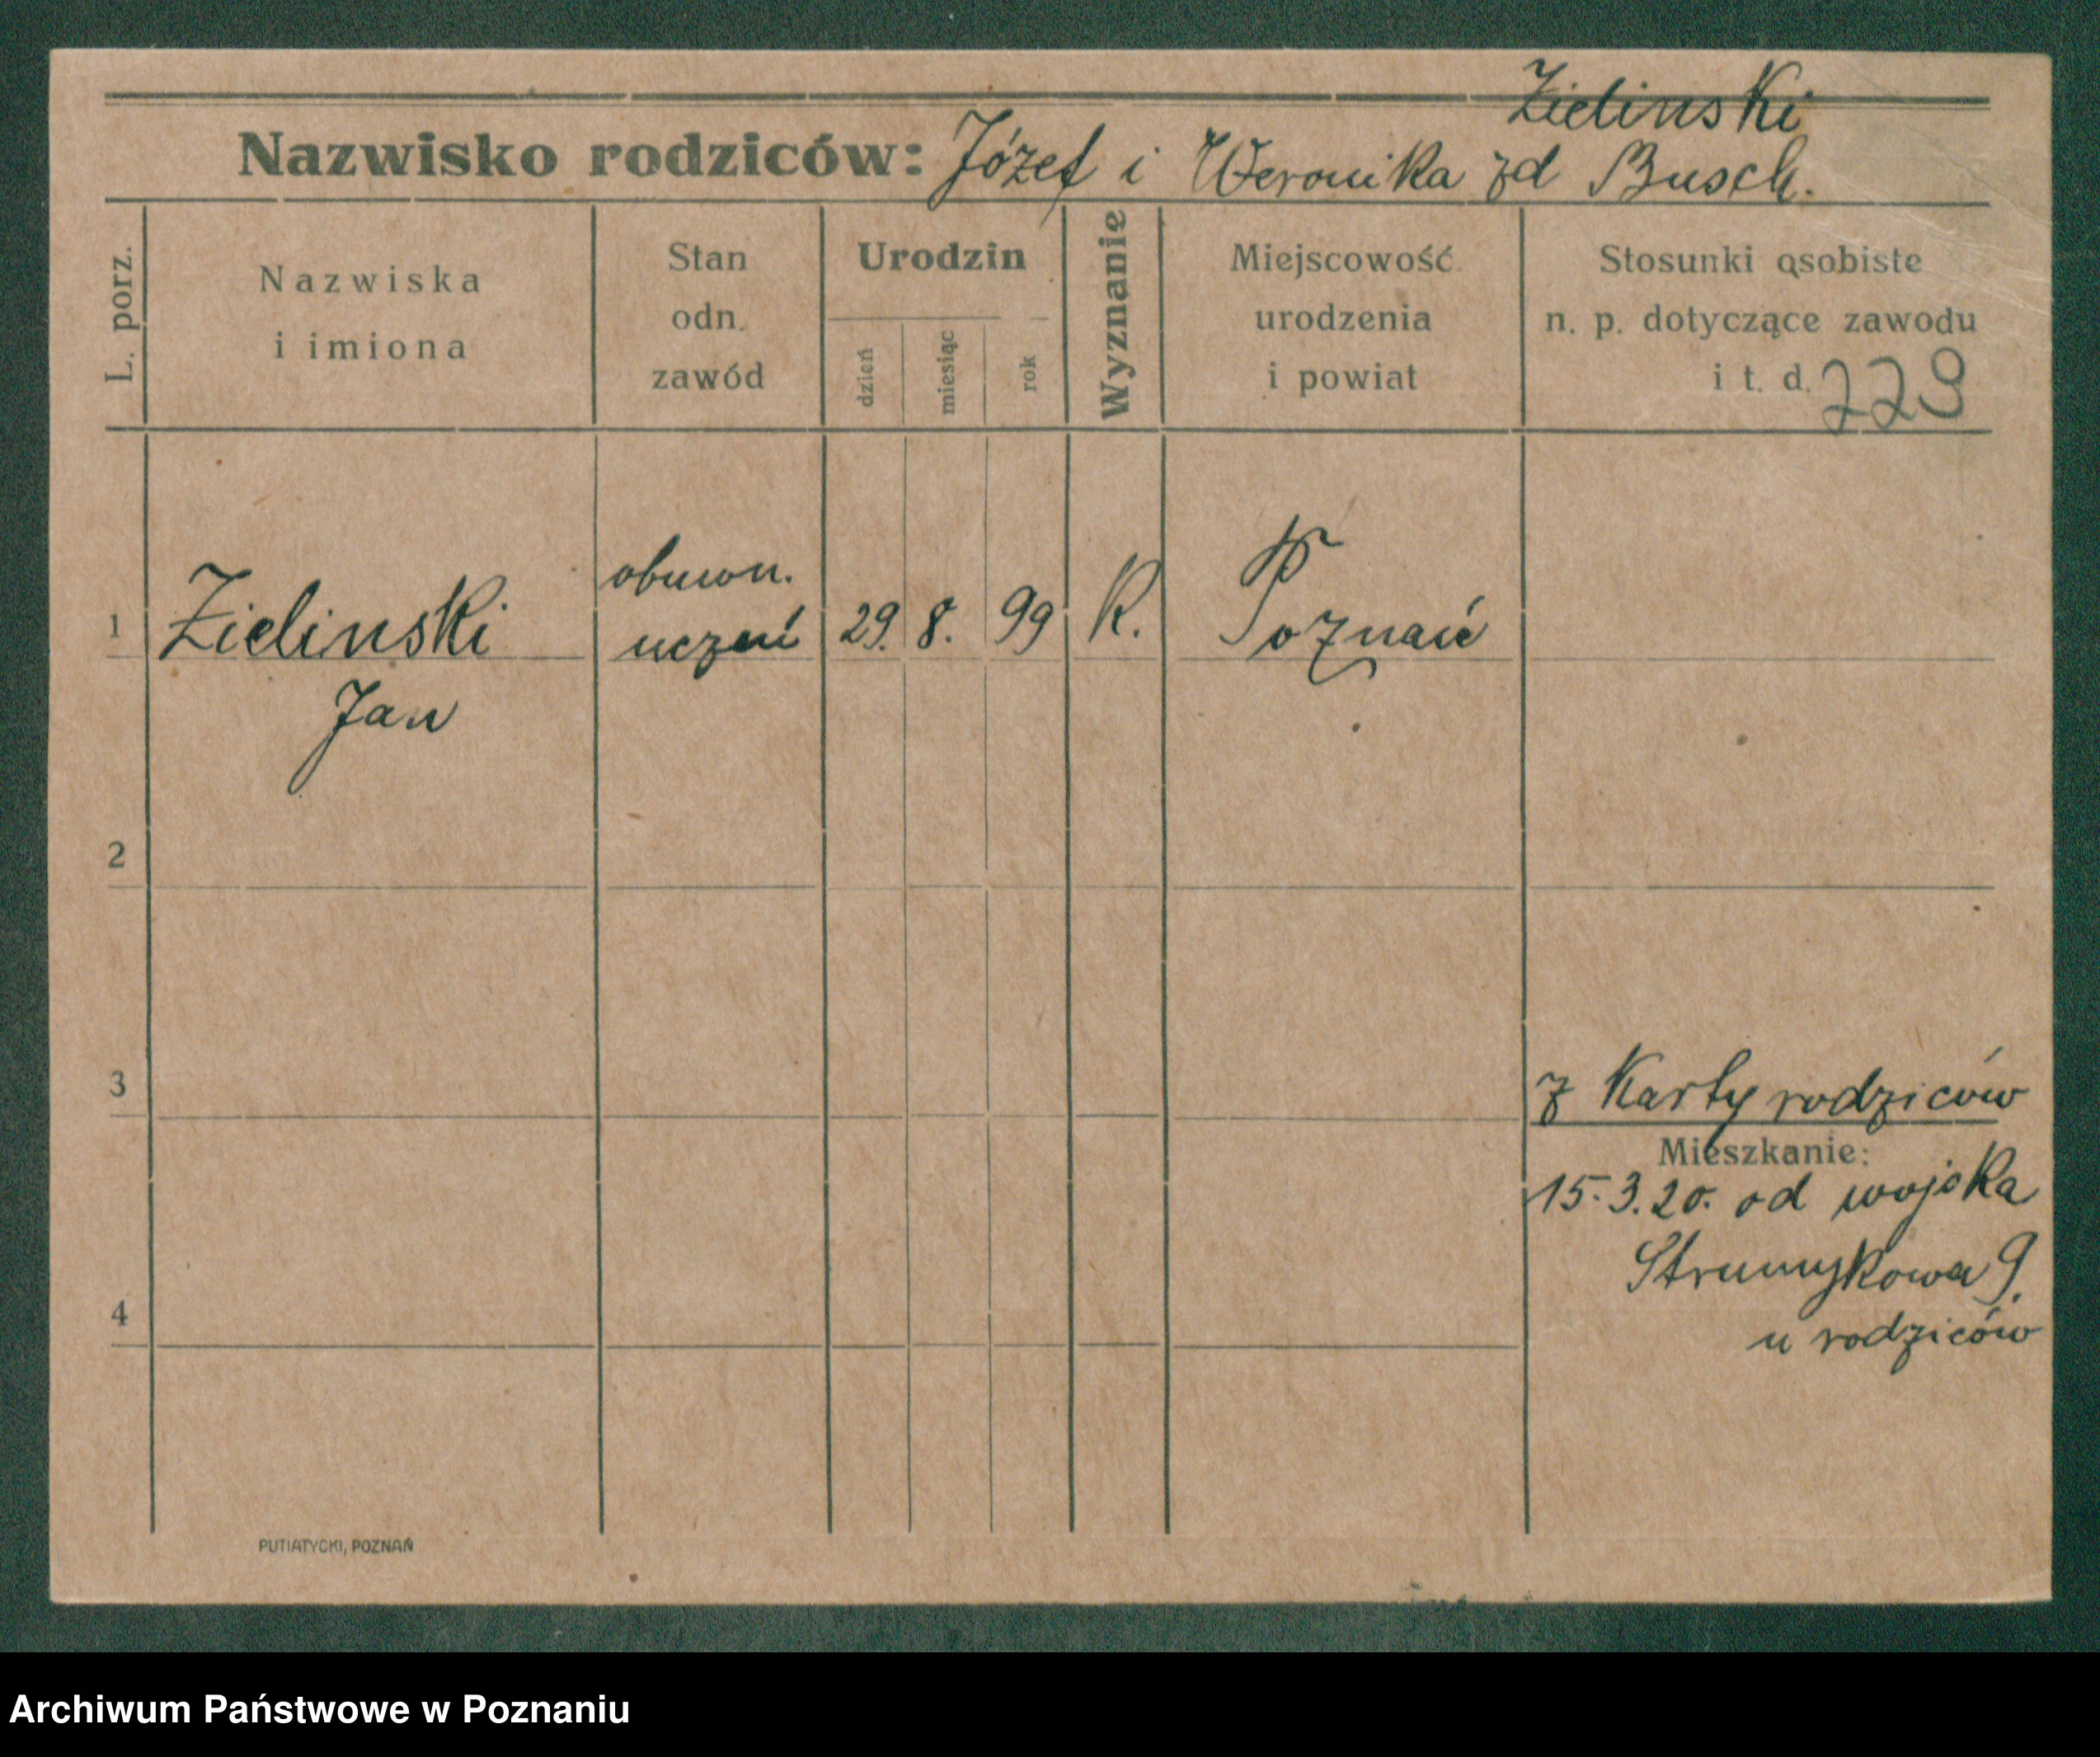 Zielinski
Nazwisko rodziców: Józef i Weronika zd Busch.
L. porz.
Nazwiska
i imiona
Stan
odn.
zawód
Urodzin
dzień
miesiąc
rok
Wyznanie
Miejscowość
urodzenia
i powiat
Stosunki osobiste
n. p. dotyczące zawodu
i t. d.
229
1
Zielinski
Jan
uczeń
29. 8. 99
K.
Poznań
2
3
z Karty rodziców
Mieszkanie:
15.3.20. od wojska
Strumykowa 9.
u rodziców
4
PUTIATYCKI, POZNAŃ
Archiwum Państwowe w Poznaniu